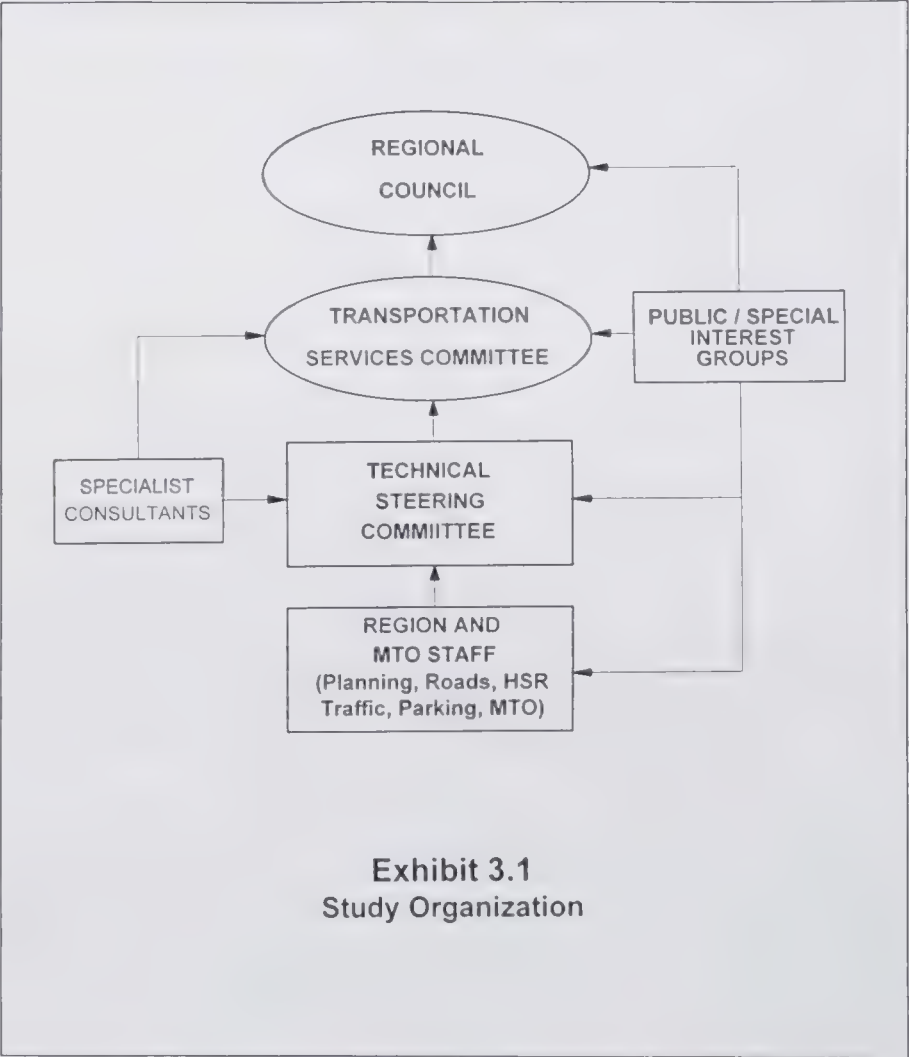 REGIONAL
COUNCIL
TRANSPORTATION
SERVICES COMMITTEE
PUBLIC / SPECIAL
INTEREST
GROUPS
SPECIALIST
CONSULTANTS
TECHNICAL
STEERING
COMMIITTEE
REGION AND
MTO STAFF
(Planning, Roads, HSR
Traffic, Parking, MTO)
Exhibit 3.1
Study Organization